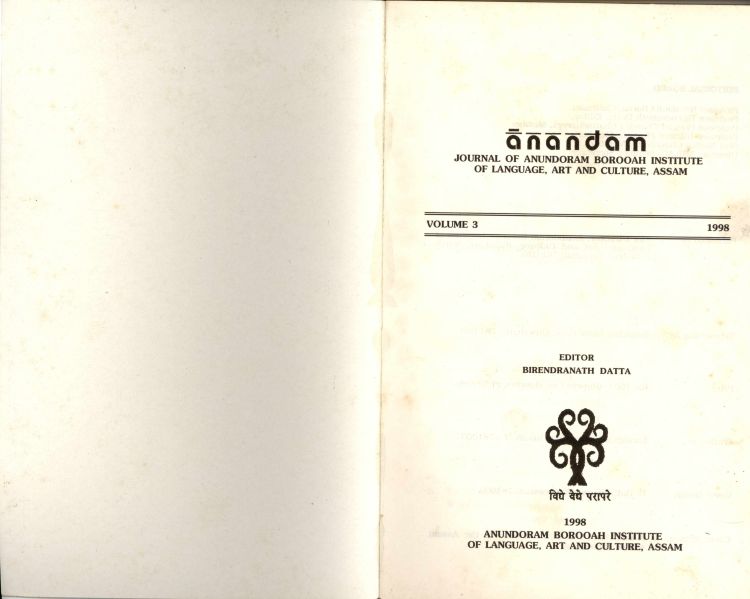 ānandam
JOURNAL OF ANUNDORAM BOROOAH INSTITUTE
OF LANGUAGE, ART AND CULTURE, ASSAM
VOLUME 3 1998
EDITOR
BIRENDRANATH DATTA
विद्ये वेद्ये परापरे
1998
ANUNDORAM BOROOAH INSTITUTE
OF LANGUAGE, ART AND CULTURE, ASSAM